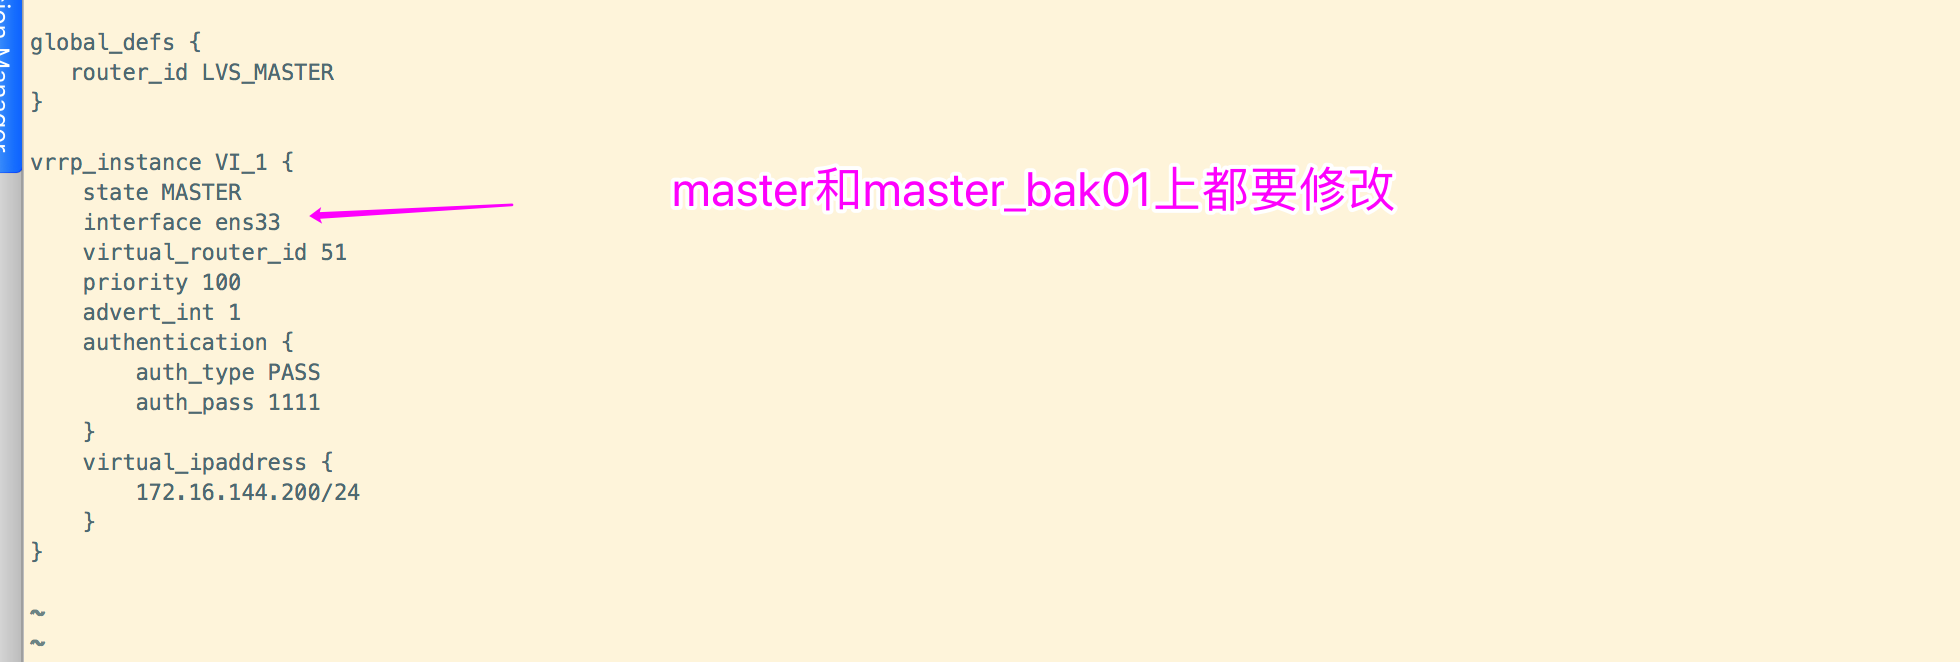 global_defs {
   router_id LVS_MASTER
}
vrrp_instance VI_1 {
    state MASTER
    interface ens33
    virtual_router_id 51
    priority 100
    advert_int 1
    authentication {
        auth_type PASS
        auth_pass 1111
    }
    virtual_ipaddress {
        172.16.144.200/24
    }
}
~
~
master和master_bak01上都要修改